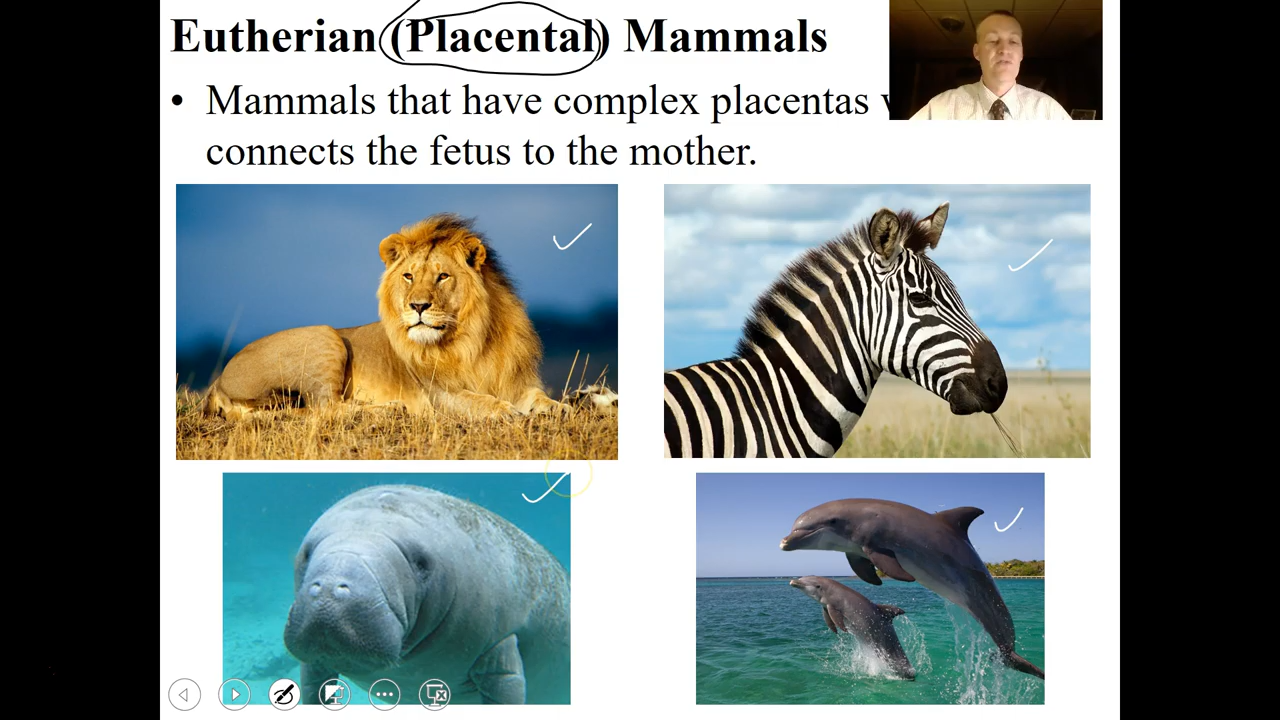 Eutherian (Placental) Mammals
• Mammals that have complex placentas
connects the fetus to the mother.